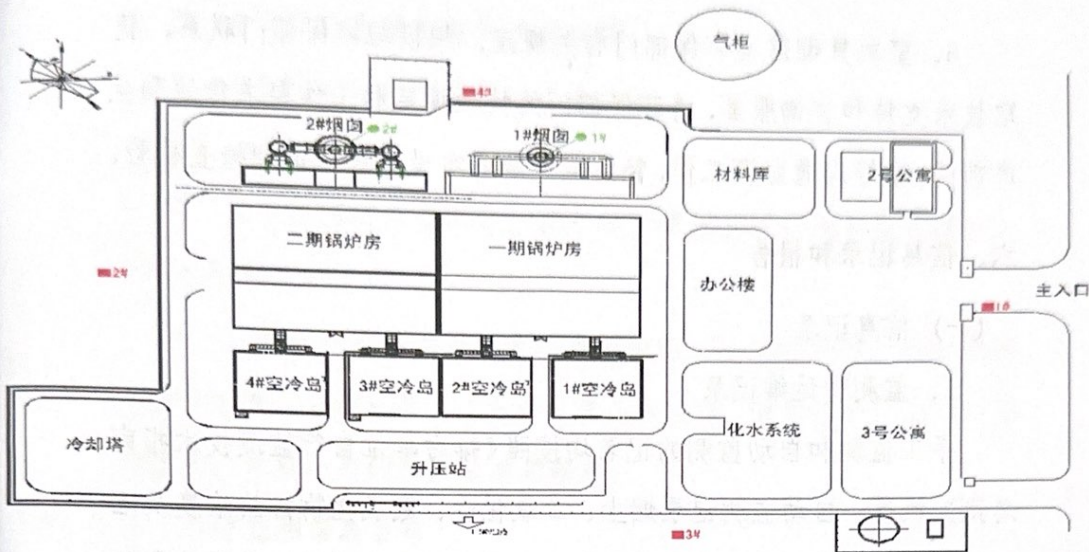 气柜
4#
2#烟囱
2#
1#烟囱
1#
材料库
2号公寓
二期锅炉房
一期锅炉房
2#
办公楼
主入口
1#
4#空冷岛
3#空冷岛
2#空冷岛
1#空冷岛
冷却塔
升压站
化水系统
3号公寓
3#